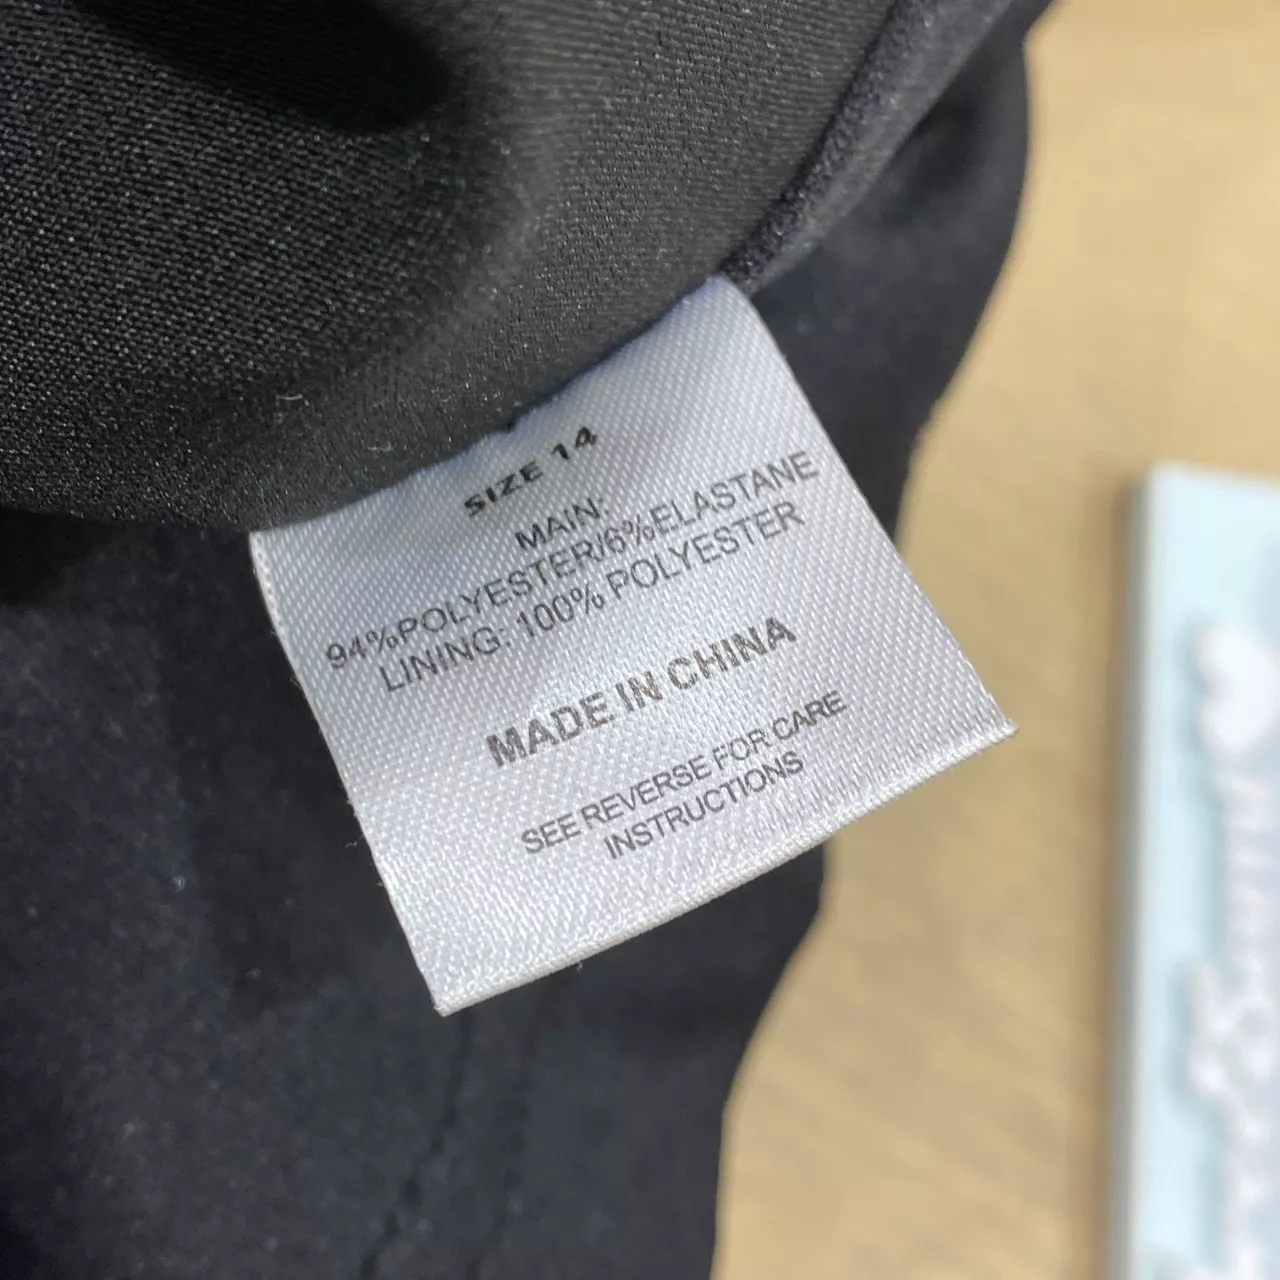 SIZE 14
MAIN:
94%POLYESTER/6%ELASTANE
LINING: 100% POLYESTER
MADE IN CHINA
SEE REVERSE FOR CARE
INSTRUCTIONS